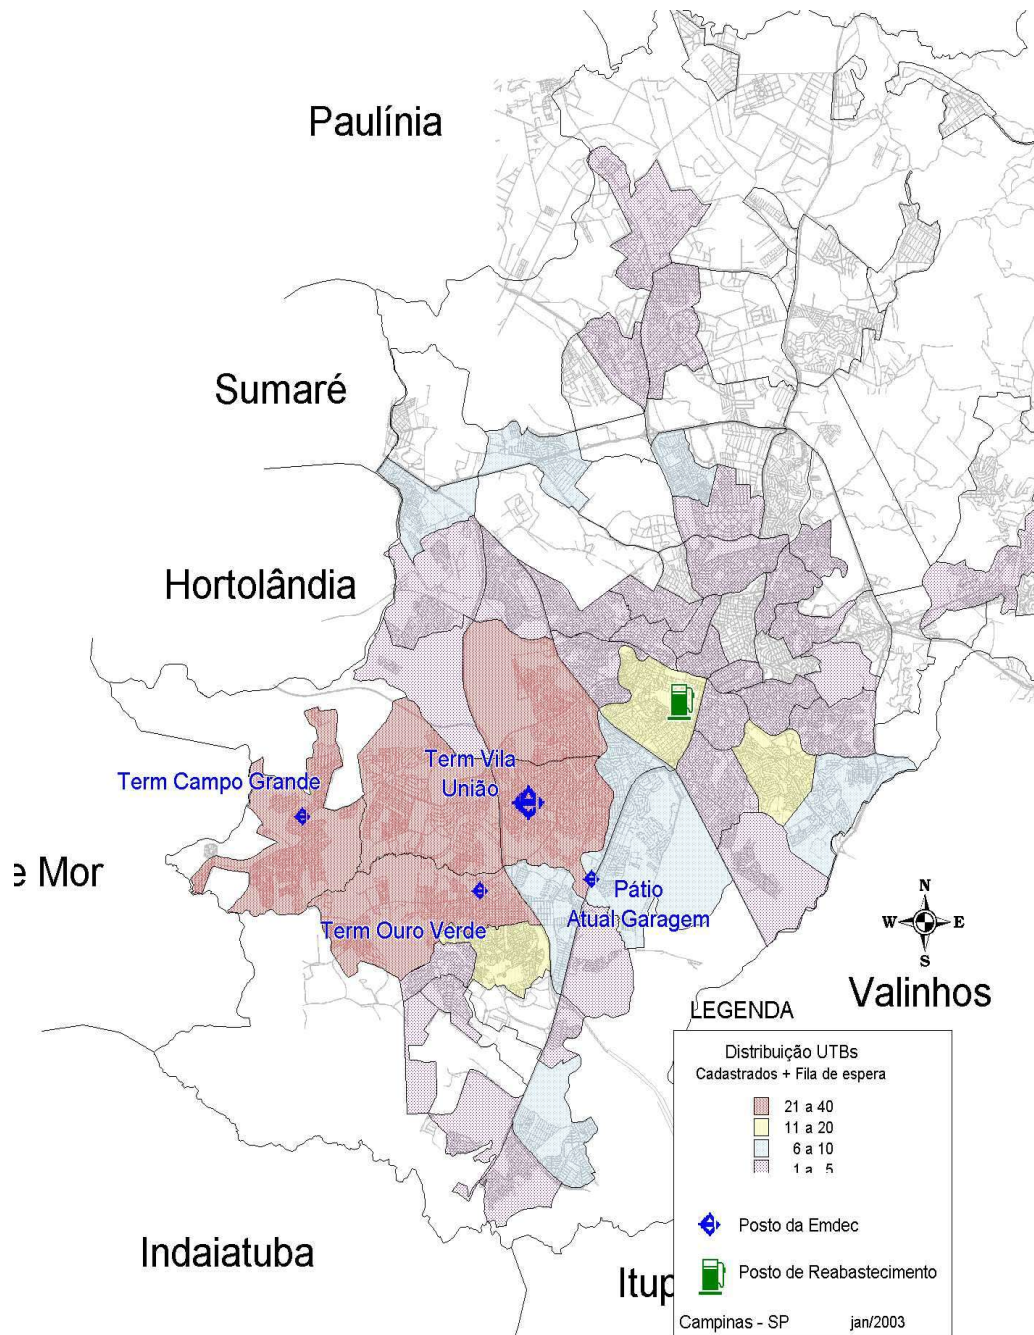 Paulínia
Sumaré
Hortolândia
Term Vila
União
Term Campo Grande
e Mor
Pátio
Atual Garagem
Term Ouro Verde
N
W E
S
Valinhos
LEGENDA
Distribuição UTBs
Cadastrados + Fila de espera
21 a 40
11 a 20
6 a 10
1 a 5
Posto da Emdec
Indaiatuba
Itup
Posto de Reabastecimento
Campinas - SP jan/2003